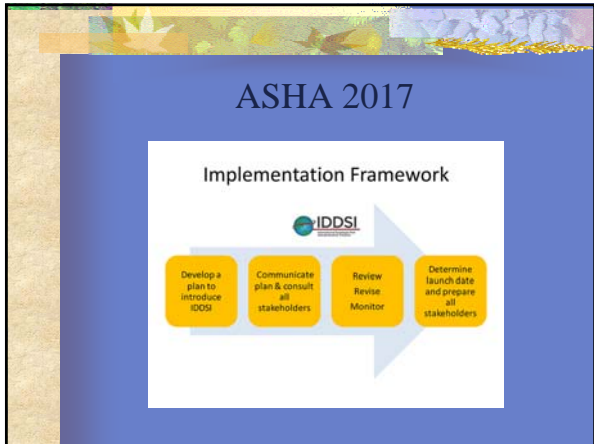 ASHA 2017
Implementation Framework
IDDSI
Develop a
plan to
introduce
IDDSI
Communicate
plan & consult
all
stakeholders
Review
Revise
Monitor
Determine
launch date
and prepare
all
stakeholders